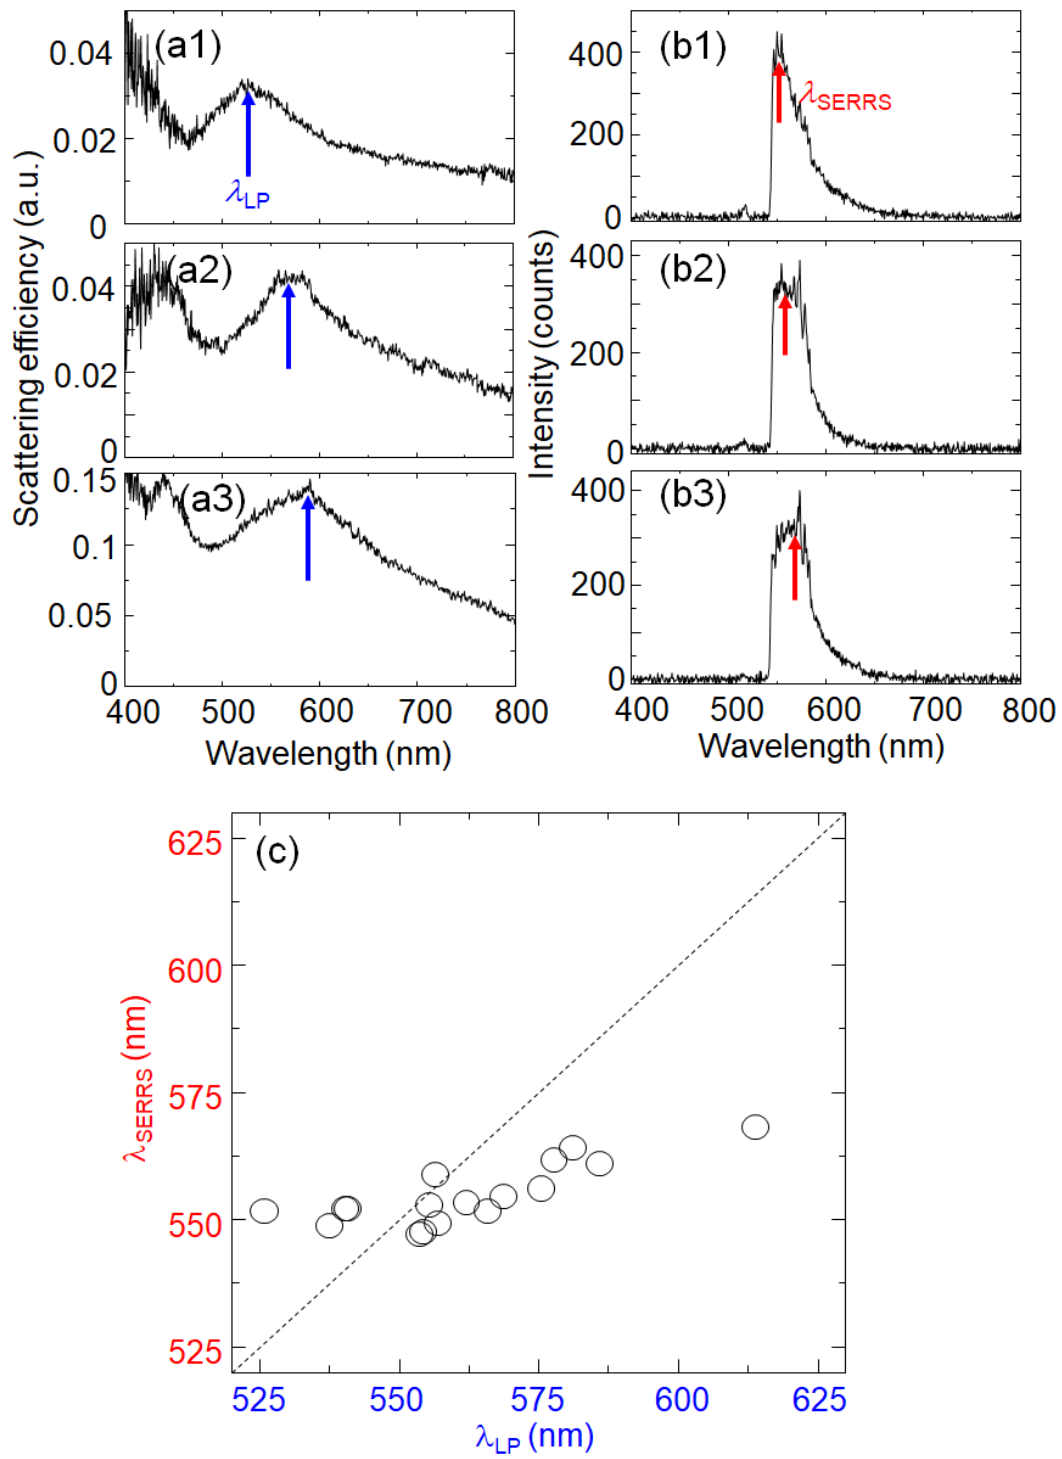 (a1)
0.04
0.02
0
λLP
(a2)
0.04
0.02
0
(a3)
0.15
0.1
0.05
0
400 500 600 700 800
Wavelength (nm)
Scattering efficiency (a.u.)
(b1)
400
200
0
λSERRS
(b2)
400
200
0
(b3)
400
200
0
400 500 600 700 800
Wavelength (nm)
Intensity (counts)
(c)
625
600
575
550
525
λSERRS (nm)
525 550 575 600 625
λLP (nm)